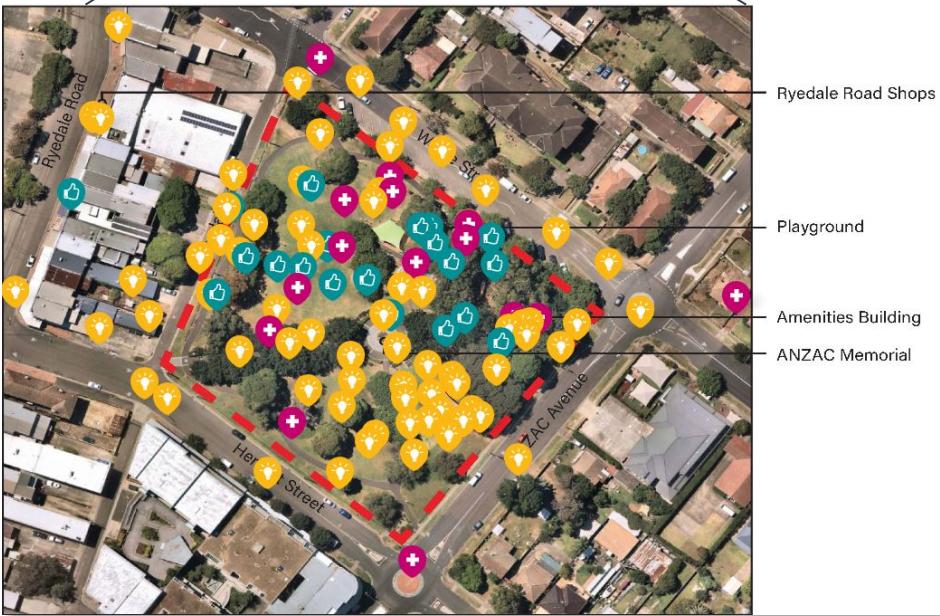 Ryedale Road
Ryedale Road Shops
Playground
Amenities Building
ANZAC Memorial
ZAC Avenue
Street